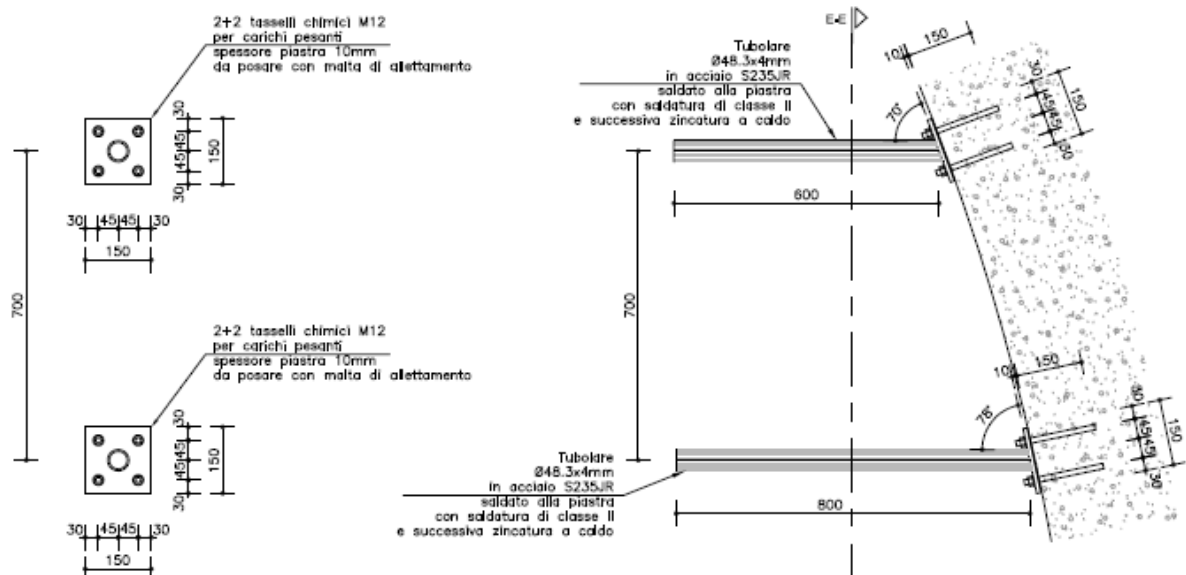 2+2 tasselli chimici M12
per carichi pesanti
spessore piastra 10mm
da posare con malta di allettamento
30
45
45
30
150
30 45 45 30
150
700
2+2 tasselli chimici M12
per carichi pesanti
spessore piastra 10mm
da posare con malta di allettamento
30
45
45
30
150
30 45 45 30
150
E-E
Tubolare
Ø48.3x4mm
in acciaio S235JR
saldato alla piastra
con saldatura di classe II
e successiva zincatura a caldo
10
150
70°
30
45
45
30
150
600
700
10
150
78°
30
45
45
30
150
Tubolare
Ø48.3x4mm
in acciaio S235JR
saldato alla piastra
con saldatura di classe II
e successiva zincatura a caldo
800